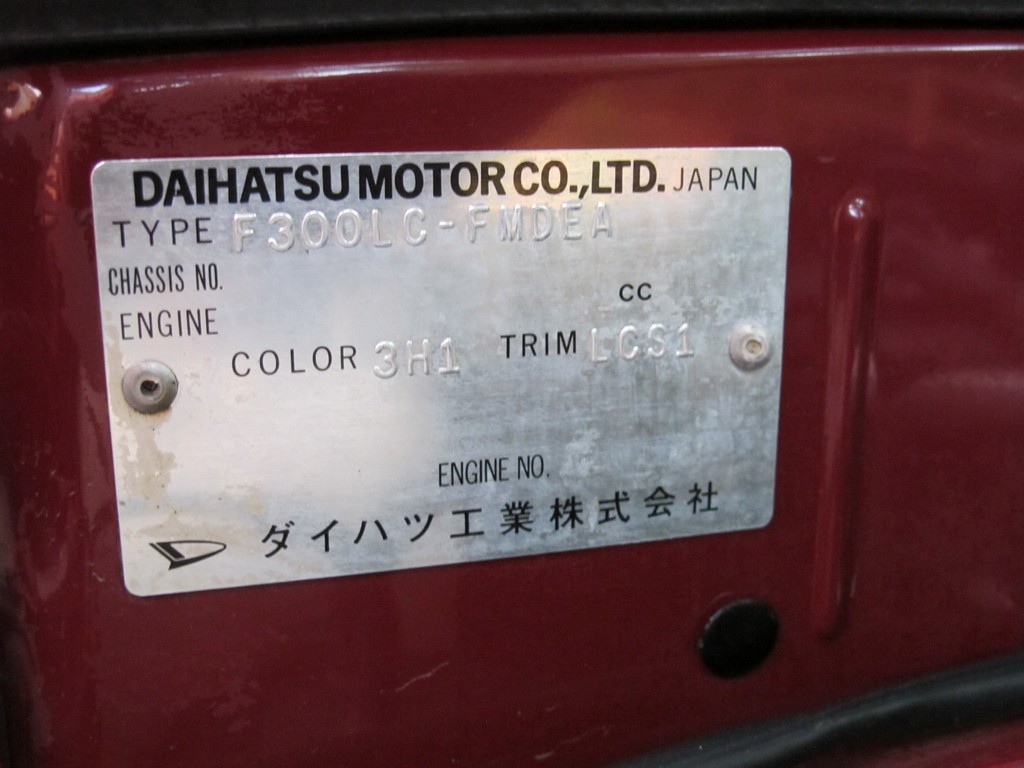 DAIHATSU MOTOR CO.,LTD. JAPAN
TYPE F300LC-FMDEA
CHASSIS NO.
CC
ENGINE
COLOR 3H1 TRIM LCS1
ENGINE NO.
ダイハツ工業株式会社